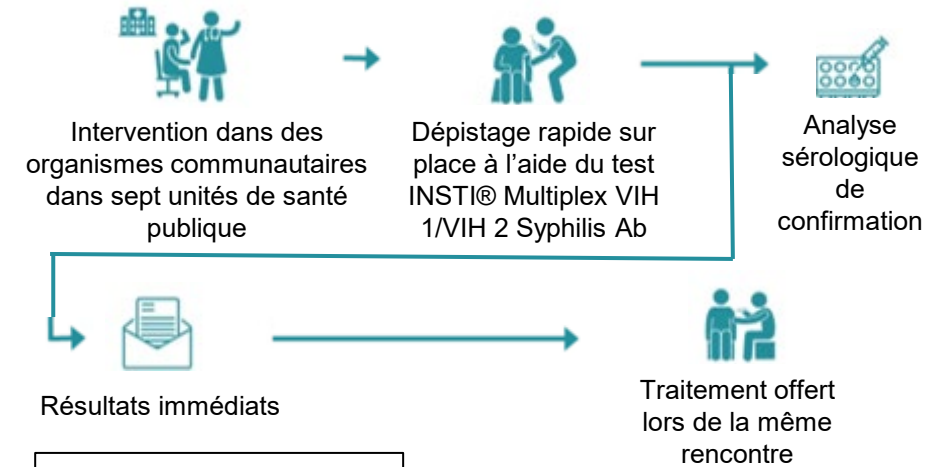 Intervention dans des
organismes communautaires
dans sept unités de santé
publique
Dépistage rapide sur
place à l’aide du test
INSTI® Multiplex VIH
1/VIH 2 Syphilis Ab
Analyse
sérologique
de
confirmation
Résultats immédiats
Traitement offert
lors de la même
rencontre